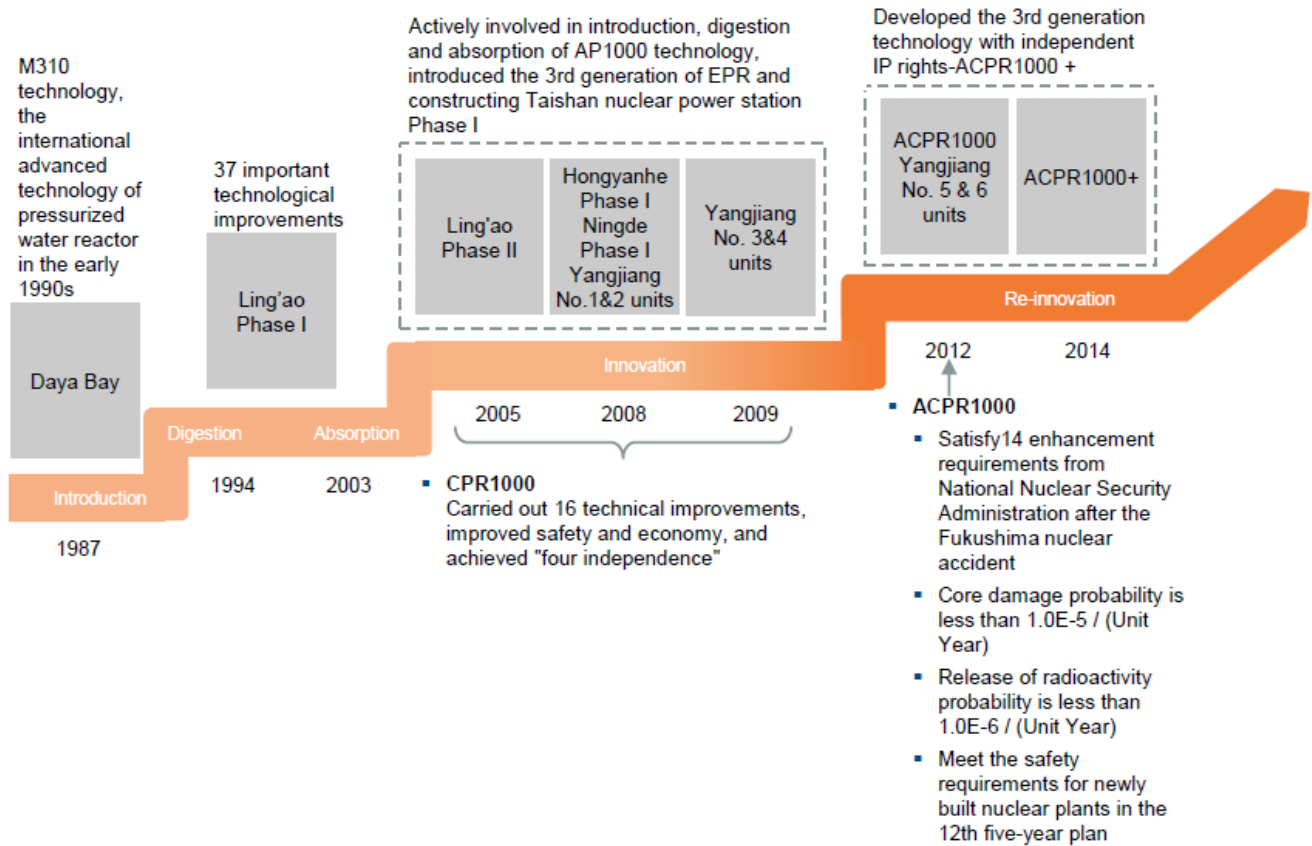 M310
technology,
the
international
advanced
technology of
pressurized
water reactor
in the early
1990s
Daya Bay
Introduction
1987
37 important
technological
improvements
Ling'ao
Phase I
Digestion
Absorption
1994
2003
Actively involved in introduction, digestion
and absorption of AP1000 technology,
introduced the 3rd generation of EPR and
constructing Taishan nuclear power station
Phase I
Ling'ao
Phase II
Hongyanhe
Phase I
Ningde
Phase I
Yangjiang
No.1&2 units
Yangjiang
No. 3&4
units
Innovation
2005
2008
2009
▪ CPR1000
Carried out 16 technical improvements,
improved safety and economy, and
achieved "four independence"
Developed the 3rd generation
technology with independent
IP rights-ACPR1000 +
ACPR1000
Yangjiang
No. 5 & 6
units
ACPR1000+
Re-innovation
2012
2014
▪ ACPR1000
▪ Satisfy14 enhancement
requirements from
National Nuclear Security
Administration after the
Fukushima nuclear
accident
▪ Core damage probability is
less than 1.0E-5 / (Unit
Year)
▪ Release of radioactivity
probability is less than
1.0E-6 / (Unit Year)
▪ Meet the safety
requirements for newly
built nuclear plants in the
12th five-year plan